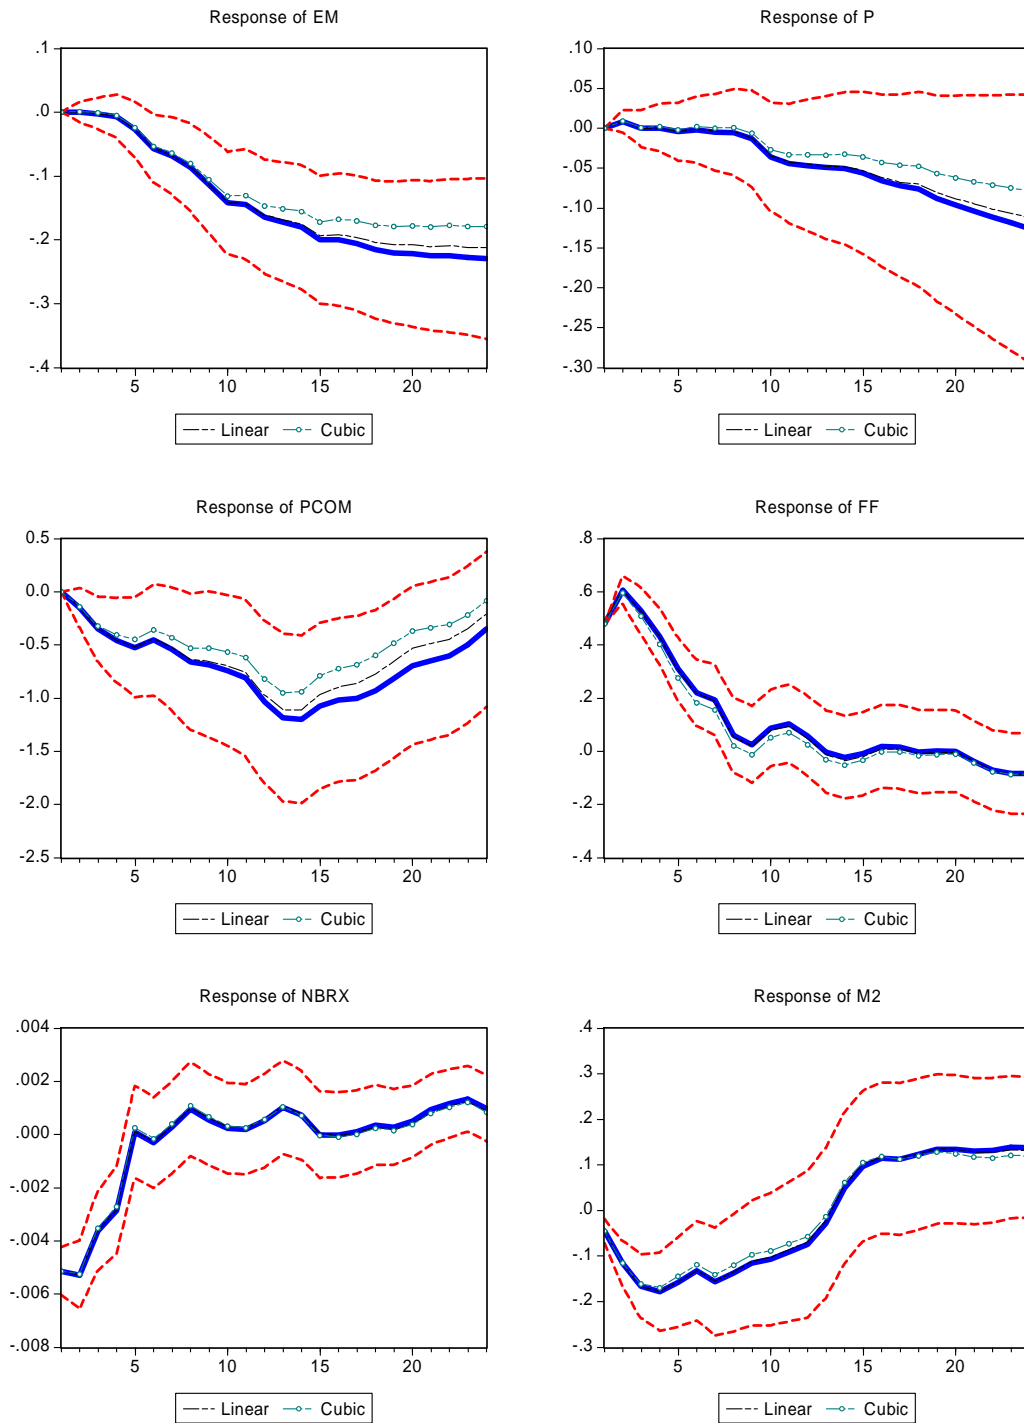 Response of EM
.1
.0
-.1
-.2
-.3
-.4
5 10 15 20
Linear Cubic
Response of P
.10
.05
.00
-.05
-.10
-.15
-.20
-.25
-.30
5 10 15 20
Linear Cubic
Response of PCOM
0.5
0.0
-0.5
-1.0
-1.5
-2.0
-2.5
5 10 15 20
Linear Cubic
Response of FF
.8
.6
.4
.2
.0
-.2
-.4
5 10 15 20
Linear Cubic
Response of NBRX
.004
.002
.000
-.002
-.004
-.006
-.008
5 10 15 20
Linear Cubic
Response of M2
.4
.3
.2
.1
.0
-.1
-.2
-.3
5 10 15 20
Linear Cubic